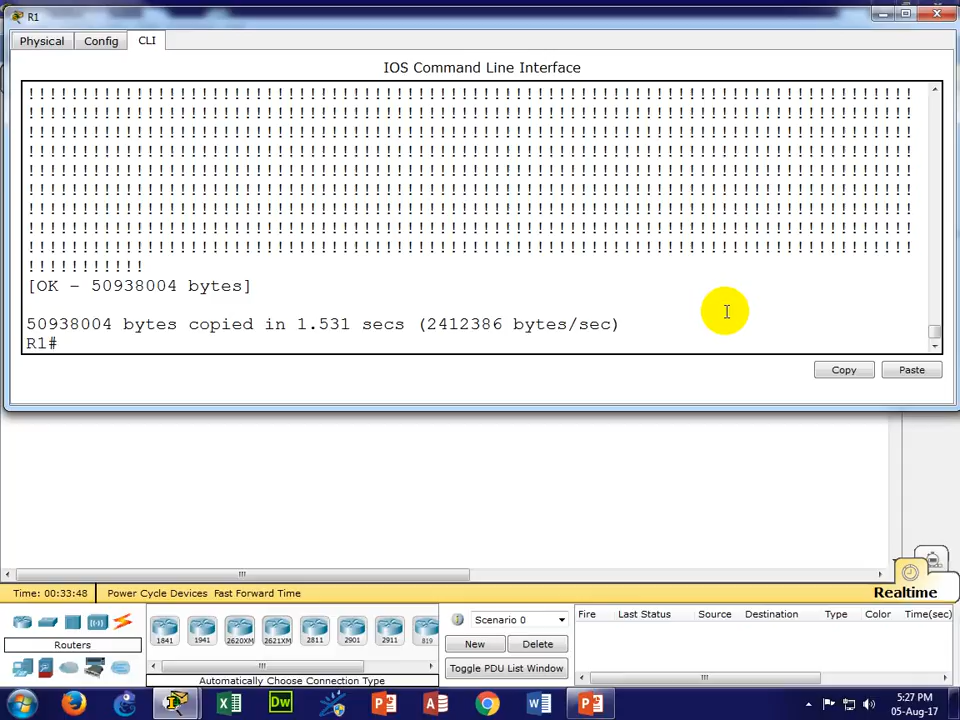 R1
Physical Config CLI
IOS Command Line Interface
!!!!!!!!!!!!!!!!!!!!!!!!!!!!!!!!!!!!!!!!!!!!!!!!!!!!!!!!!!!!!!!!!!!!!!!!!!!!!!!!
!!!!!!!!!!!!!!!!!!!!!!!!!!!!!!!!!!!!!!!!!!!!!!!!!!!!!!!!!!!!!!!!!!!!!!!!!!!!!!!!
!!!!!!!!!!!!!!!!!!!!!!!!!!!!!!!!!!!!!!!!!!!!!!!!!!!!!!!!!!!!!!!!!!!!!!!!!!!!!!!!
!!!!!!!!!!!!!!!!!!!!!!!!!!!!!!!!!!!!!!!!!!!!!!!!!!!!!!!!!!!!!!!!!!!!!!!!!!!!!!!!
!!!!!!!!!!!!!!!!!!!!!!!!!!!!!!!!!!!!!!!!!!!!!!!!!!!!!!!!!!!!!!!!!!!!!!!!!!!!!!!!
!!!!!!!!!!!!!!!!!!!!!!!!!!!!!!!!!!!!!!!!!!!!!!!!!!!!!!!!!!!!!!!!!!!!!!!!!!!!!!!!
!!!!!!!!!!!!!!!!!!!!!!!!!!!!!!!!!!!!!!!!!!!!!!!!!!!!!!!!!!!!!!!!!!!!!!!!!!!!!!!!
!!!!!!!!!!!!!!!!!!!!!!!!!!!!!!!!!!!!!!!!!!!!!!!!!!!!!!!!!!!!!!!!!!!!!!!!!!!!!!!!
!!!!!!!!!!!!!!!!!!!!!!!!!!!!!!!!!!!!!!!!!!!!!!!!!!!!!!!!!!!!!!!!!!!!!!!!!!!!!!!!
!!!!!!!!!!!
[OK - 50938004 bytes]
50938004 bytes copied in 1.531 secs (2412386 bytes/sec)
R1#
Copy Paste
Time: 00:33:48 Power Cycle Devices Fast Forward Time
Realtime
Routers
1841 1941 2620XM 2621XM 2811 2901 2911 819
Automatically Choose Connection Type
Scenario 0
New Delete
Toggle PDU List Window
Fire Last Status Source Destination Type Color Time(sec)
5:27 PM
05-Aug-17